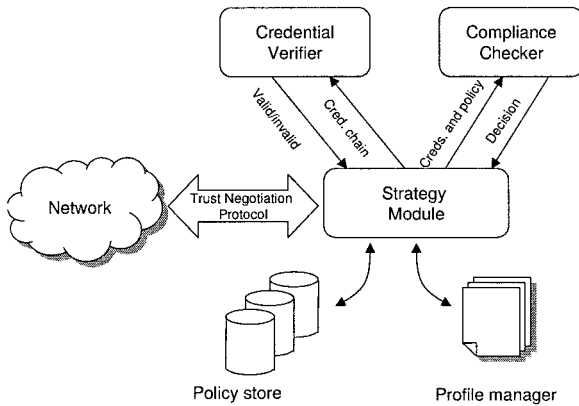 Credential
Verifier
Compliance
Checker
Valid/invalid
Cred. chain
Creds. and policy
Decision
Network
Trust Negotiation
Protocol
Strategy
Module
Policy store
Profile manager